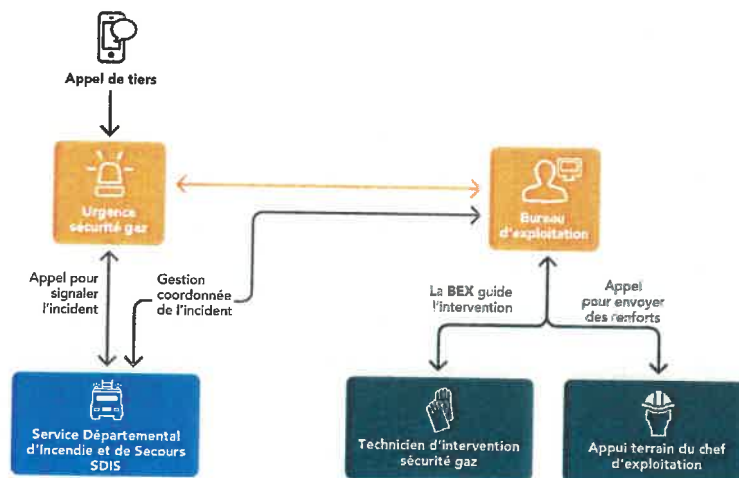 Appel de tiers
Urgence
sécurité gaz
Bureau
d'exploitation
Appel pour
signaler
l'incident
Gestion
coordonnée
de l'incident
La BEX guide
l'intervention
Appel
pour envoyer
des renforts
Service Départemental
d'Incendie et de Secours
SDIS
Technicien d'intervention
sécurité gaz
Appui terrain du chef
d'exploitation